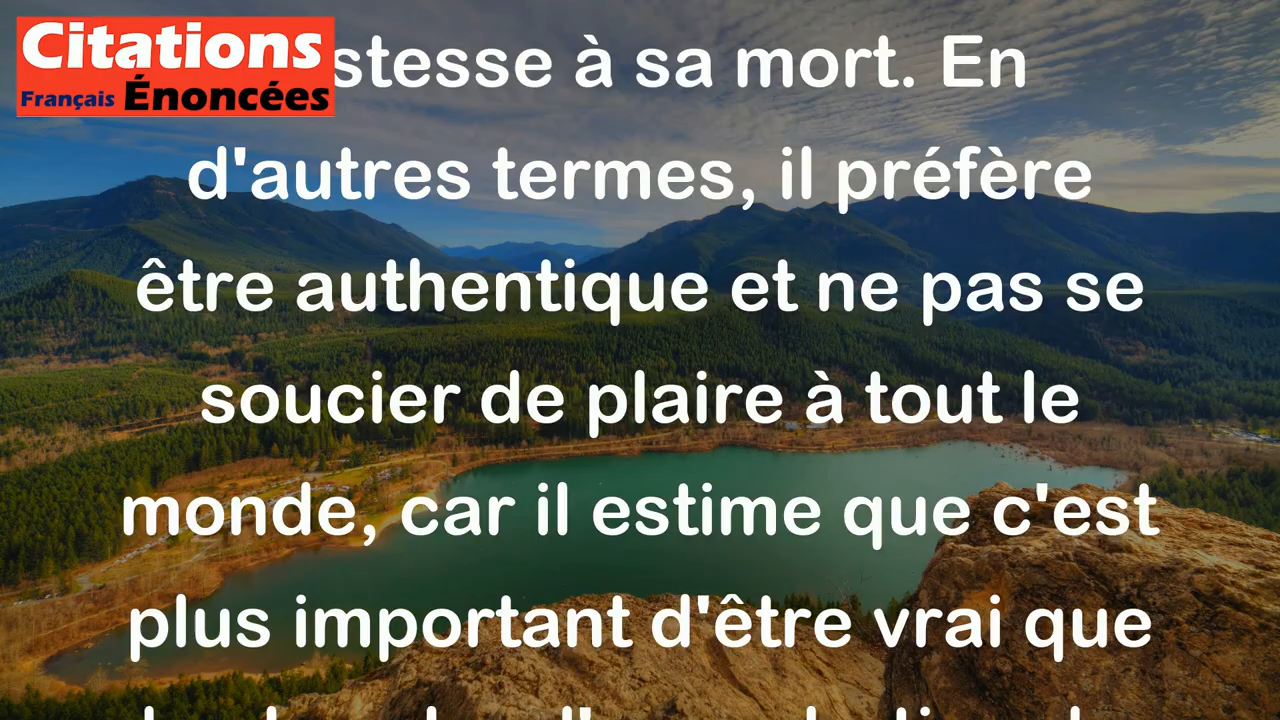 Citations
Français Énoncées
à sa mort. En
d'autres termes, il préfère
être authentique et ne pas se
soucier de plaire à tout le
monde, car il estime que c'est
plus important d'être vrai que